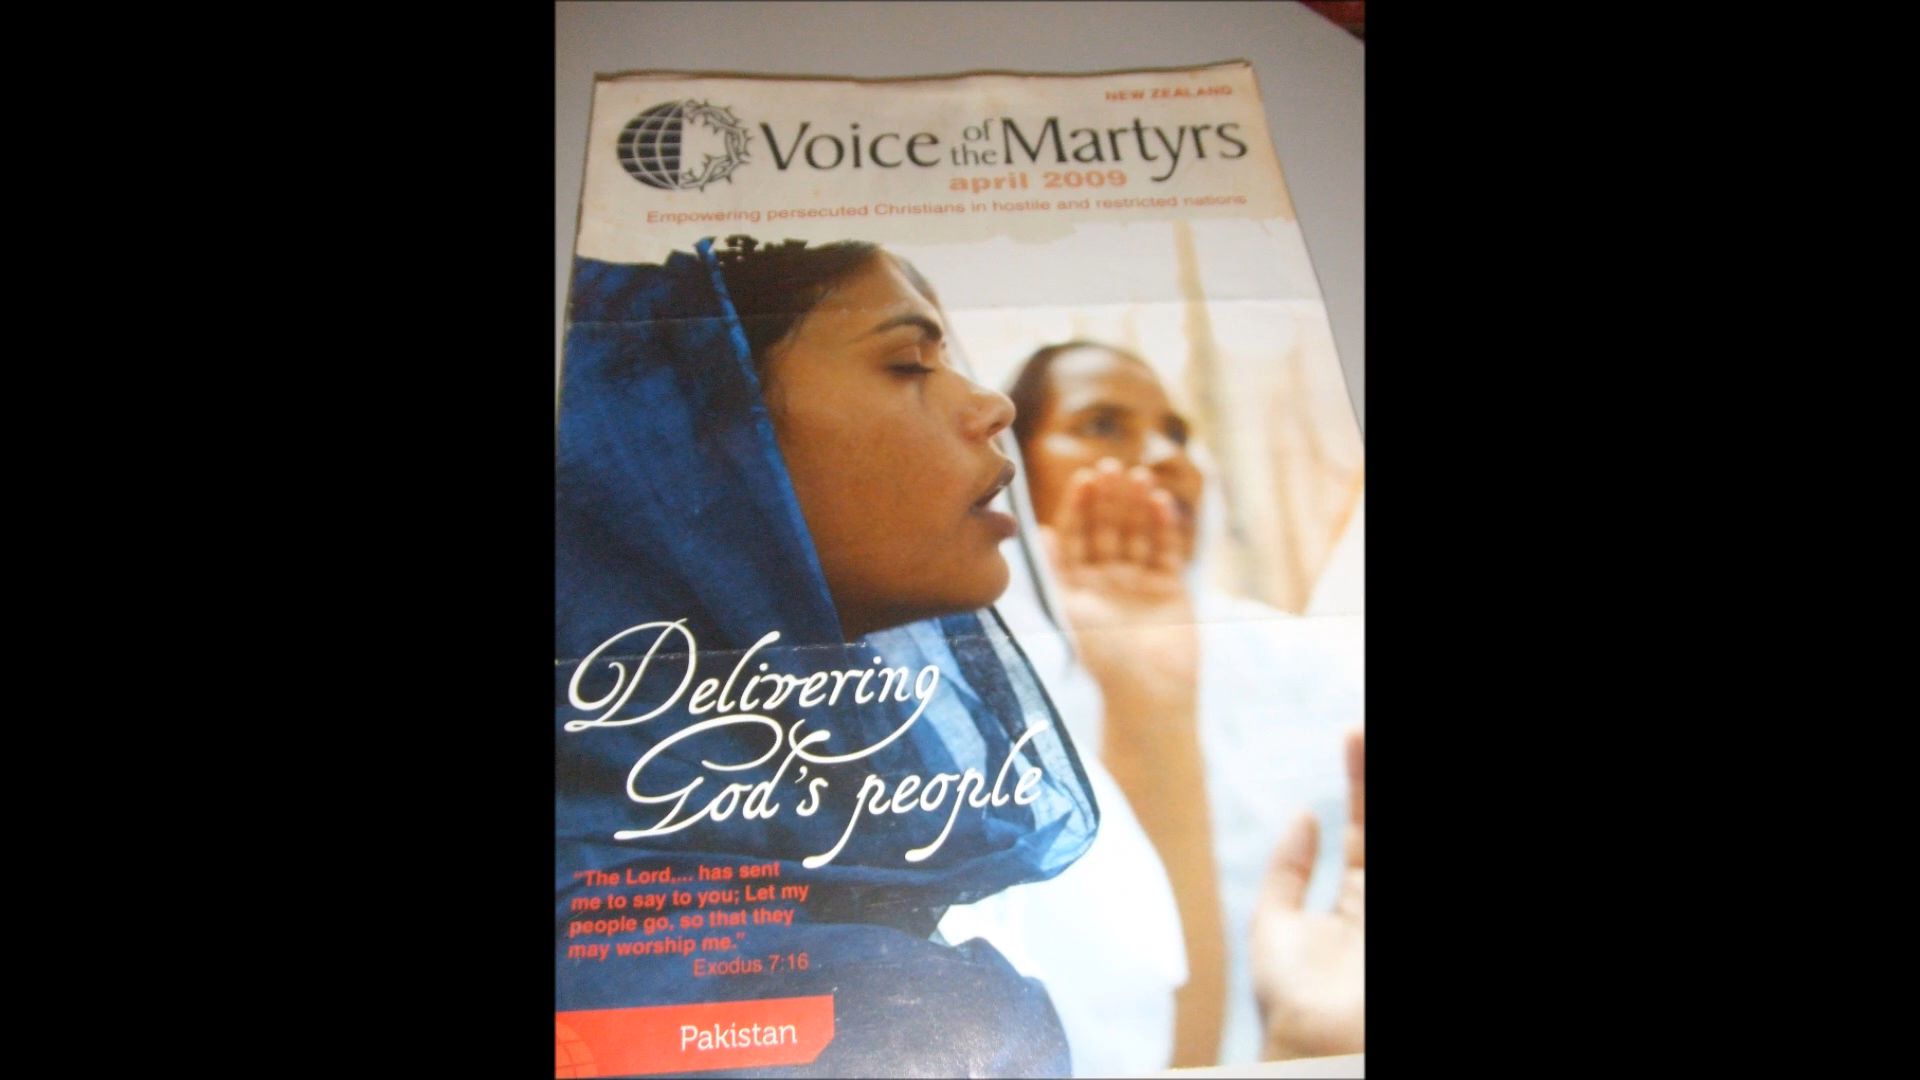 NEW ZEALAND
Voice of the Martyrs
april 2009
Empowering persecuted Christians in hostile and restricted nations
Delivering
God's people
"The Lord,... has sent
me to say to you; Let my
people go, so that they
may worship me."
Exodus 7:16
Pakistan